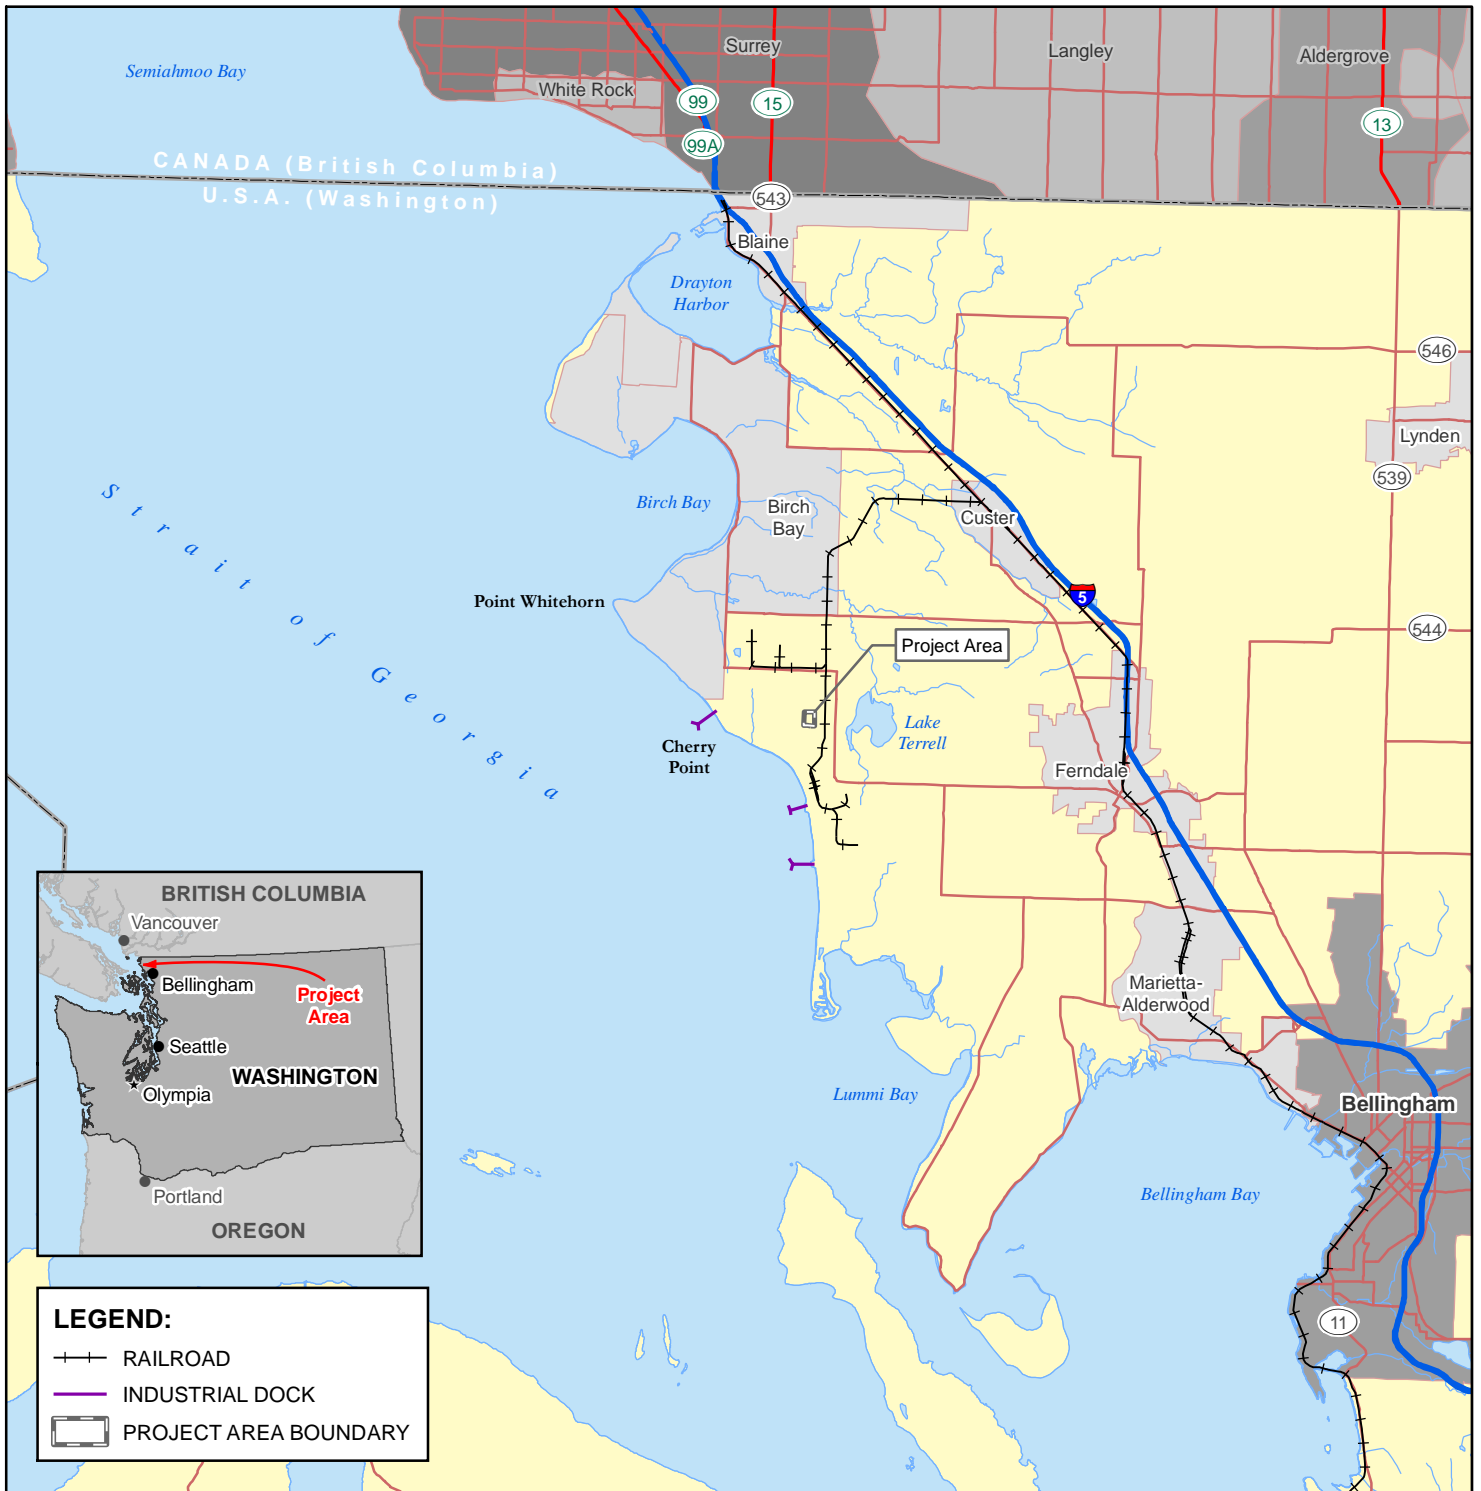 Surrey
Langley
Aldergrove
Semiahmoo Bay
White Rock
99
15
13
99A
CANADA (British Columbia)
U.S.A. (Washington)
543
Blaine
Drayton
Harbor
546
Lynden
539
Birch Bay
Birch
Bay
Custer
Strait of Georgia
Point Whitehorn
5
544
Project Area
Lake
Terrell
Cherry
Point
Ferndale
Marietta-
Alderwood
Lummi Bay
Bellingham
Bellingham Bay
11
BRITISH COLUMBIA
Vancouver
Bellingham
Project
Area
Seattle
WASHINGTON
Olympia
Portland
OREGON
LEGEND:
RAILROAD
INDUSTRIAL DOCK
PROJECT AREA BOUNDARY